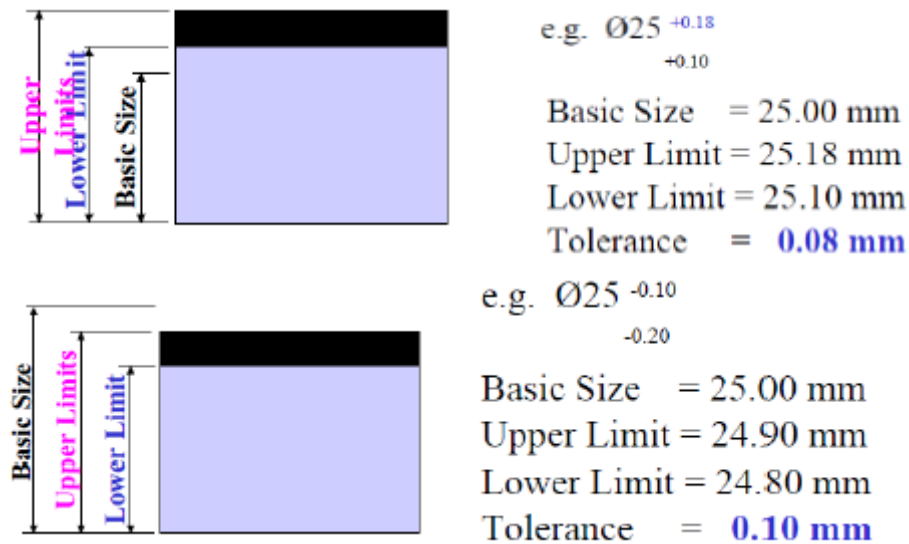 Upper
Limits
Lower Limit
Basic Size
e.g. Ø25 +0.18
+0.10
Basic Size = 25.00 mm
Upper Limit = 25.18 mm
Lower Limit = 25.10 mm
Tolerance = 0.08 mm
Basic Size
Upper Limits
Lower Limit
e.g. Ø25 -0.10
-0.20
Basic Size = 25.00 mm
Upper Limit = 24.90 mm
Lower Limit = 24.80 mm
Tolerance = 0.10 mm